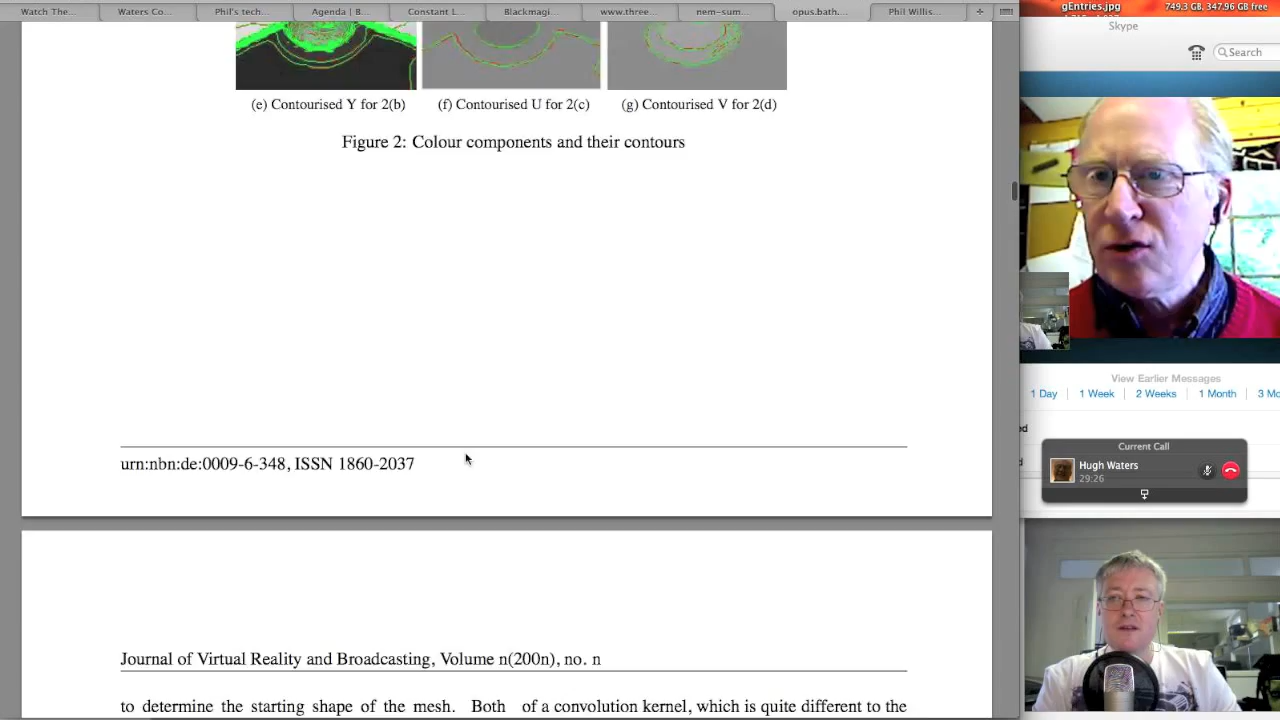 Watch The...
Waters Co...
Phil's tech...
Agenda | B...
Constant L...
Blackmagi...
www.three...
nem-sum...
opus.bath....
Phil Willis...
gEntries.jpg
749.3 GB, 347.96 GB free
Skype
Search
(e) Contourised Y for 2(b)
(f) Contourised U for 2(c)
(g) Contourised V for 2(d)
Figure 2: Colour components and their contours
View Earlier Messages
1 Day
1 Week
2 Weeks
1 Month
3 Mo
Current Call
Hugh Waters
29:26
urn:nbn:de:0009-6-348, ISSN 1860-2037
Journal of Virtual Reality and Broadcasting, Volume n(200n), no. n
to determine the starting shape of the mesh. Both
of a convolution kernel, which is quite different to the